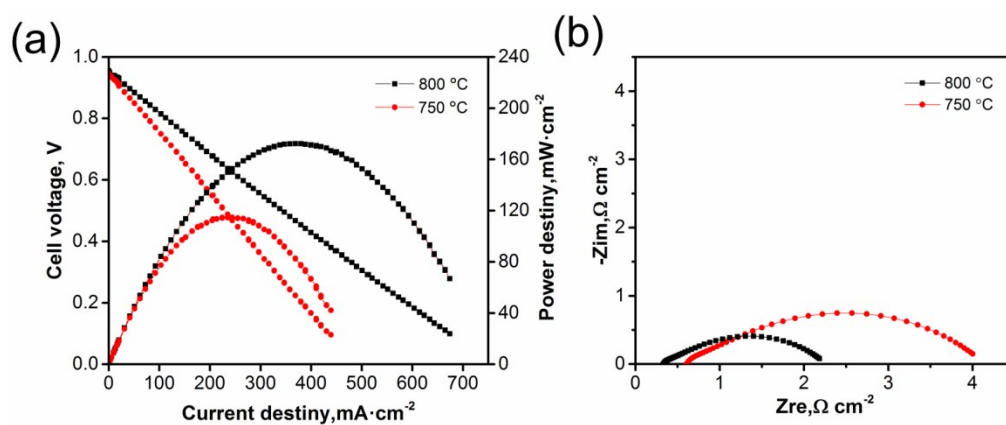 (a)
Cell voltage, V
1.0
0.8
0.6
0.4
0.2
0.0
800 °C
750 °C
240
200
160
120
80
40
0
Power destiny,mW·cm-2
0 100 200 300 400 500 600 700
Current destiny,mA·cm-2
(b)
-Zim,Ω cm-2
4
3
2
1
0
800 °C
750 °C
0 1 2 3 4
Zre,Ω cm-2